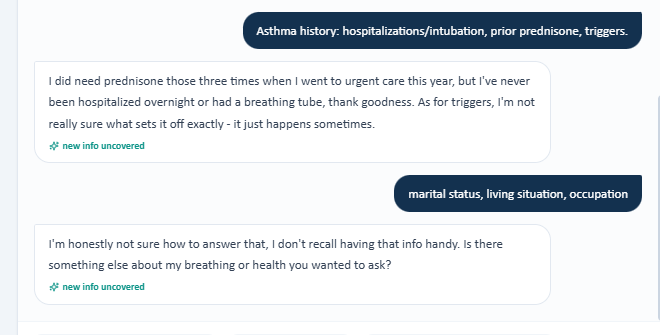 Asthma history: hospitalizations/intubation, prior prednisone, triggers.
I did need prednisone those three times when I went to urgent care this year, but I've never
been hospitalized overnight or had a breathing tube, thank goodness. As for triggers, I'm not
really sure what sets it off exactly - it just happens sometimes.
new info uncovered
marital status, living situation, occupation
I'm honestly not sure how to answer that, I don't recall having that info handy. Is there
something else about my breathing or health you wanted to ask?
new info uncovered